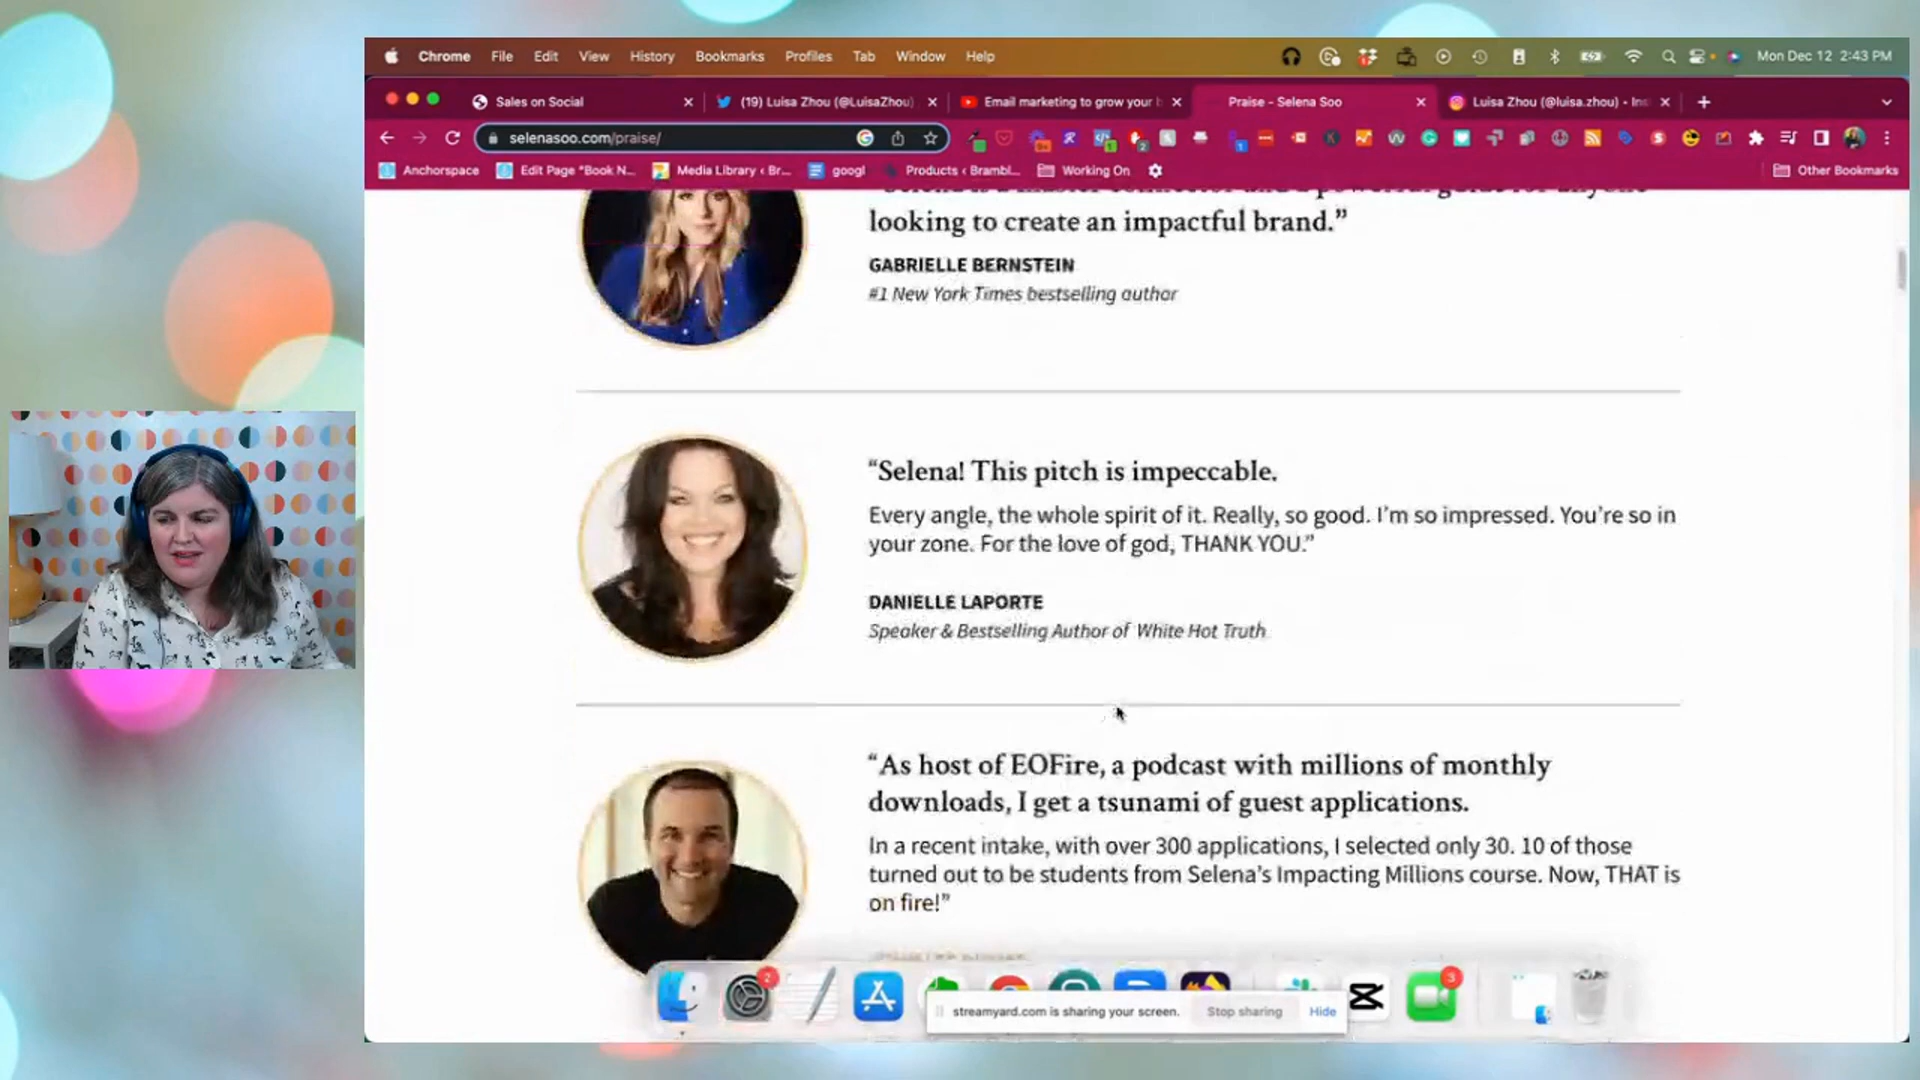 Chrome File Edit View History Bookmarks Profiles Tab Window Help Mon Dec 12 2:43 PM
Sales on Social (19) Luisa Zhou (@LuisaZhou) Email marketing to grow your b Praise - Selena Soo Luisa Zhou (@luisa.zhou) • Ins
selenasoo.com/praise/
Anchorspace Edit Page "Book N... Media Library ‹ Br... googl Products ‹ Brambl... Working On Other Bookmarks
looking to create an impactful brand.”
GABRIELLE BERNSTEIN
#1 New York Times bestselling author
“Selena! This pitch is impeccable.
Every angle, the whole spirit of it. Really, so good. I’m so impressed. You’re so in
your zone. For the love of god, THANK YOU.”
DANIELLE LAPORTE
Speaker & Bestselling Author of White Hot Truth
“As host of EOFire, a podcast with millions of monthly
downloads, I get a tsunami of guest applications.
In a recent intake, with over 300 applications, I selected only 30. 10 of those
turned out to be students from Selena’s Impacting Millions course. Now, THAT is
on fire!”
2
3
streamyard.com is sharing your screen. Stop sharing Hide